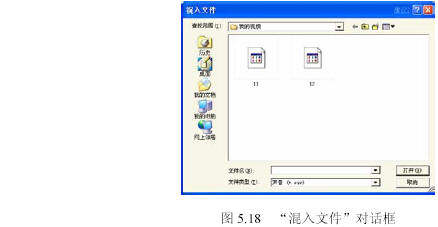 混入文件
查找范围(I):
我的视频
历史
桌面
11
12
我的文档
我的电脑
网上邻居
文件名(N):
打开(O)
文件类型(T):
声音 (*.wav)
取消
图 5.18 “混入文件”对话框